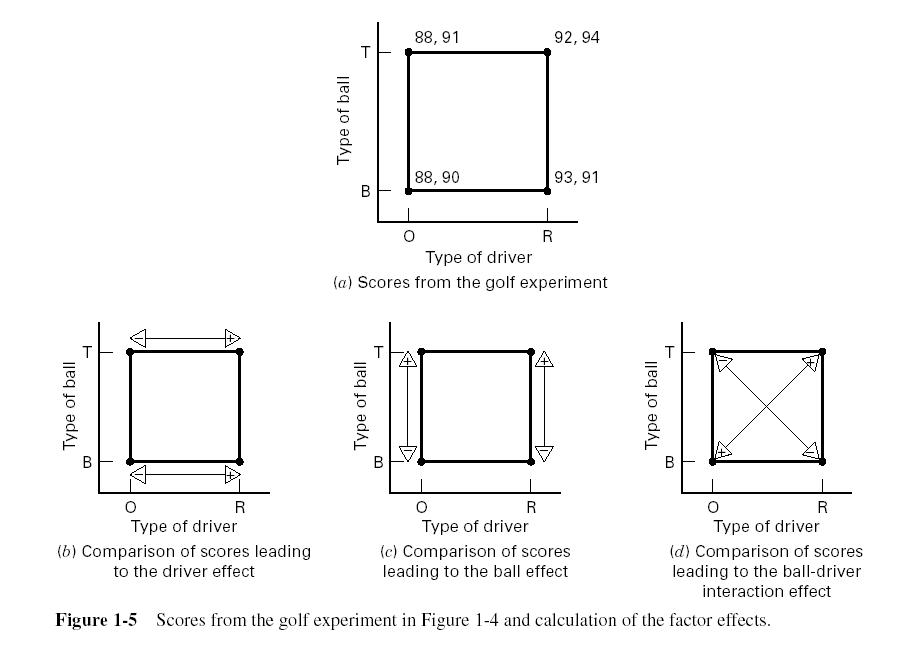 88, 91
92, 94
T
Type of ball
88, 90
93, 91
B
O
R
Type of driver
(a) Scores from the golf experiment
T
−
+
Type of ball
B
−
+
O
R
Type of driver
(b) Comparison of scores leading
to the driver effect
T
+
+
Type of ball
B
−
−
O
R
Type of driver
(c) Comparison of scores
leading to the ball effect
T
−
+
Type of ball
B
+
−
O
R
Type of driver
(d) Comparison of scores
leading to the ball-driver
interaction effect
Figure 1-5 Scores from the golf experiment in Figure 1-4 and calculation of the factor effects.